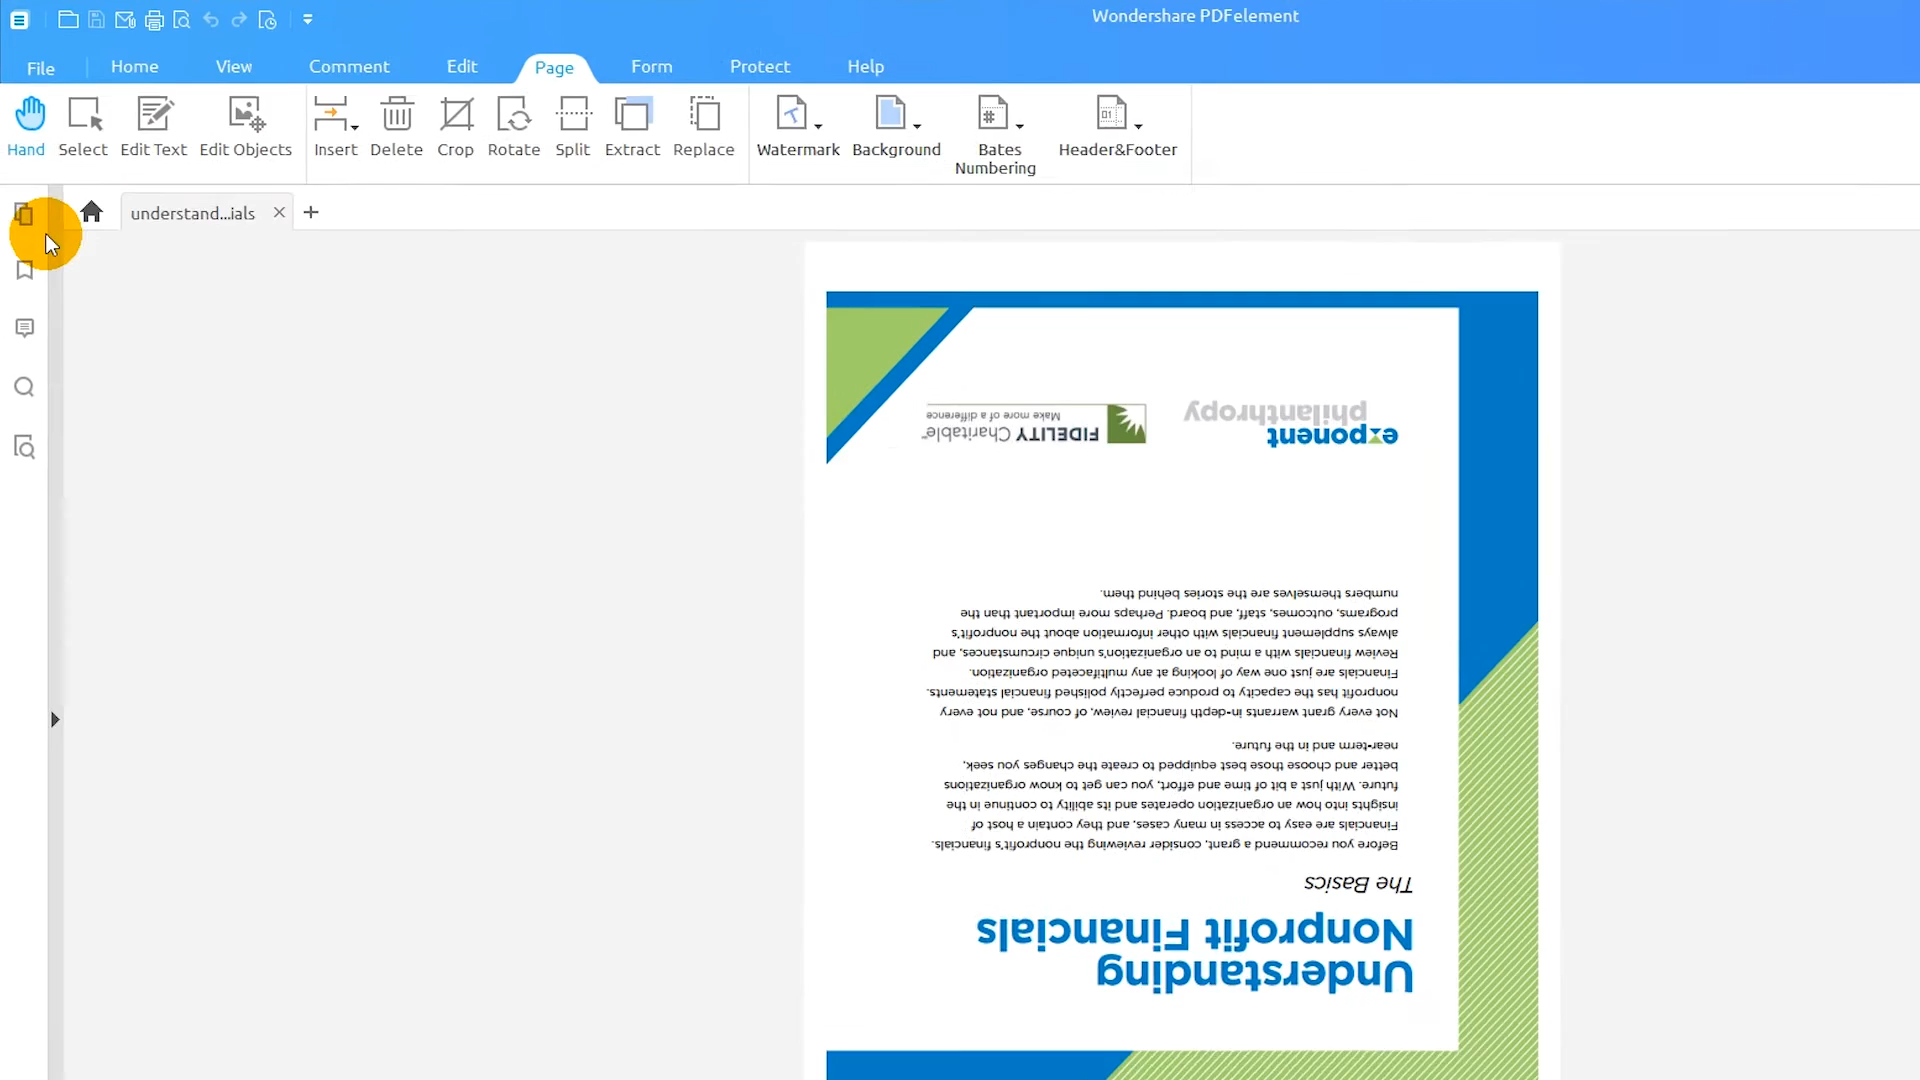 Wondershare PDFelement
File
Home
View
Comment
Edit
Page
Form
Protect
Help
Hand
Select
Edit Text
Edit Objects
Insert
Delete
Crop
Rotate
Split
Extract
Replace
Watermark
Background
Bates
Numbering
Header&Footer
understand...ials
Understanding
Nonprofit Financials
The Basics
Before you recommend a grant, consider reviewing the nonprofit's financials.
Financials are easy to access in many cases, and they contain a host of
insights into how an organization operates and its ability to continue in the
future. With just a bit of time and effort, you can get to know organizations
better and choose those best equipped to create the changes you seek,
near-term and in the future.
Not every grant warrants in-depth financial review, of course, and not every
nonprofit has the capacity to produce perfectly polished financial statements.
Financials are just one way of looking at any multifaceted organization.
Review financials with a mind to an organization's unique circumstances, and
always supplement financials with other information about the nonprofit's
programs, outcomes, staff, and board. Perhaps more important than the
numbers themselves are the stories behind them.
exponent
philanthropy
FIDELITY Charitable™
Make more of a difference